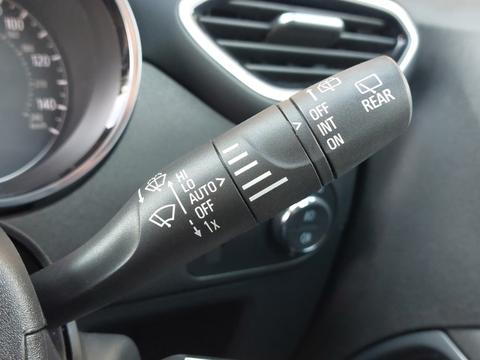 100
120
140
HI
LO
AUTO >
OFF
1x
>
OFF
INT
ON
REAR